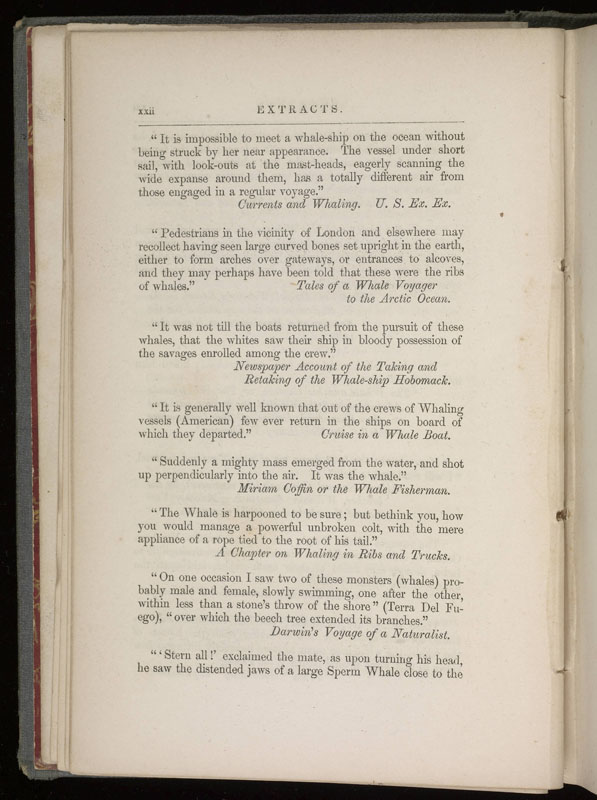 xxii EXTRACTS.
“It is impossible to meet a whale-ship on the ocean without
being struck by her near appearance. The vessel under short
sail, with look-outs at the mast-heads, eagerly scanning the
wide expanse around them, has a totally different air from
those engaged in a regular voyage.”
Currents and Whaling. U. S. Ex. Ex.
“Pedestrians in the vicinity of London and elsewhere may
recollect having seen large curved bones set upright in the earth,
either to form arches over gateways, or entrances to alcoves,
and they may perhaps have been told that these were the ribs
of whales.” Tales of a Whale Voyager
to the Arctic Ocean.
“It was not till the boats returned from the pursuit of these
whales, that the whites saw their ship in bloody possession of
the savages enrolled among the crew.”
Newspaper Account of the Taking and
Retaking of the Whale-ship Hobomack.
“It is generally well known that out of the crews of Whaling
vessels (American) few ever return in the ships on board of
which they departed.” Cruise in a Whale Boat.
“Suddenly a mighty mass emerged from the water, and shot
up perpendicularly into the air. It was the whale.”
Miriam Coffin or the Whale Fisherman.
“The Whale is harpooned to be sure; but bethink you, how
you would manage a powerful unbroken colt, with the mere
appliance of a rope tied to the root of his tail.”
A Chapter on Whaling in Ribs and Trucks.
“On one occasion I saw two of these monsters (whales) pro-
bably male and female, slowly swimming, one after the other,
within less than a stone's throw of the shore” (Terra Del Fu-
ego), “over which the beech tree extended its branches.”
Darwin's Voyage of a Naturalist.
“‘Stern all!’ exclaimed the mate, as upon turning his head,
he saw the distended jaws of a large Sperm Whale close to the